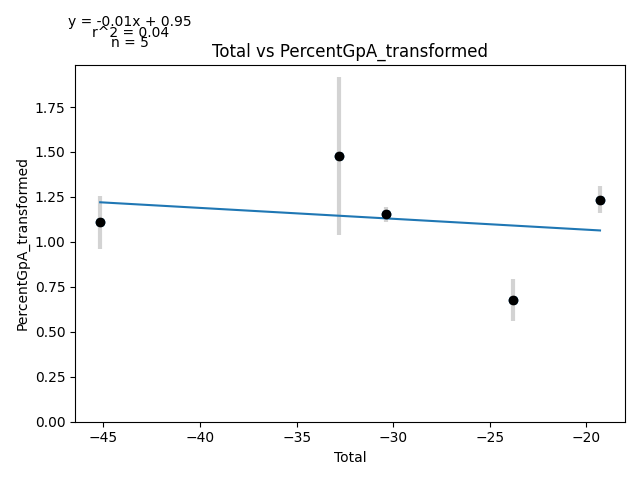 y = -0.01x + 0.95
r^2 = 0.04
n = 5
Total vs PercentGpA_transformed
PercentGpA_transformed
1.75
1.50
1.25
1.00
0.75
0.50
0.25
0.00
−45
−40
−35
−30
−25
−20
Total